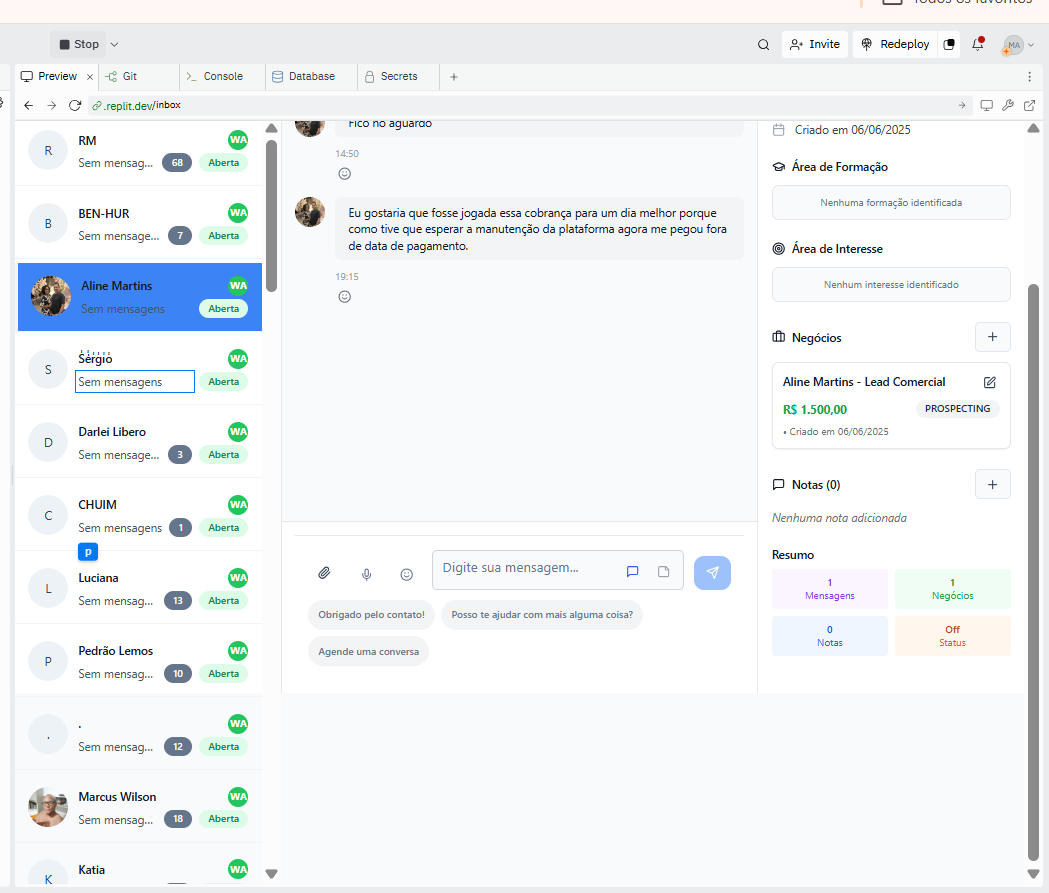 Todos os favoritos
Stop
Invite
Redeploy
MA
Preview
Git
Console
Database
Secrets
.replit.dev/inbox
R
RM
WA
Sem mensag...
68
Aberta
B
BEN-HUR
WA
Sem mensage...
7
Aberta
Aline Martins
WA
Sem mensagens
Aberta
S
Sérgio
WA
Sem mensagens
Aberta
D
Darlei Libero
WA
Sem mensage...
3
Aberta
C
CHUIM
WA
Sem mensagens
1
Aberta
p
L
Luciana
WA
Sem mensag...
13
Aberta
P
Pedrão Lemos
WA
Sem mensag...
10
Aberta
.
.
WA
Sem mensag...
12
Aberta
Marcus Wilson
WA
Sem mensag...
18
Aberta
K
Katia
WA
Fico no aguardo
14:50
Eu gostaria que fosse jogada essa cobrança para um dia melhor porque
como tive que esperar a manutenção da plataforma agora me pegou fora
de data de pagamento.
19:15
Digite sua mensagem...
Obrigado pelo contato!
Posso te ajudar com mais alguma coisa?
Agende uma conversa
Criado em 06/06/2025
Área de Formação
Nenhuma formação identificada
Área de Interesse
Nenhum interesse identificado
Negócios
Aline Martins - Lead Comercial
R$ 1.500,00
PROSPECTING
• Criado em 06/06/2025
Notas (0)
Nenhuma nota adicionada
Resumo
1
Mensagens
1
Negócios
0
Notas
Off
Status